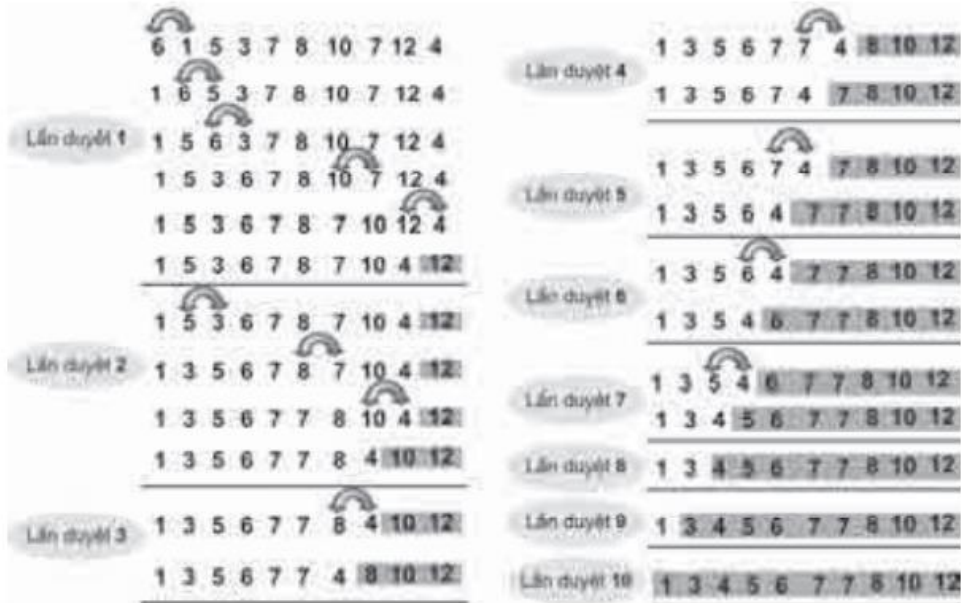 6 1 5 3 7 8 10 7 12 4
1 6 5 3 7 8 10 7 12 4
Lần duyệt 1 1 5 6 3 7 8 10 7 12 4
1 5 3 6 7 8 10 7 12 4
1 5 3 6 7 8 7 10 12 4
1 5 3 6 7 8 7 10 4 12
1 5 3 6 7 8 7 10 4 12
Lần duyệt 2 1 3 5 6 7 8 7 10 4 12
1 3 5 6 7 7 8 10 4 12
1 3 5 6 7 7 8 4 10 12
Lần duyệt 3 1 3 5 6 7 7 8 4 10 12
1 3 5 6 7 7 4 8 10 12
Lần duyệt 4 1 3 5 6 7 7 4 8 10 12
1 3 5 6 7 4 7 8 10 12
Lần duyệt 5 1 3 5 6 7 4 7 8 10 12
1 3 5 6 4 7 7 8 10 12
Lần duyệt 6 1 3 5 6 4 7 7 8 10 12
1 3 5 4 6 7 7 8 10 12
Lần duyệt 7 1 3 5 4 6 7 7 8 10 12
1 3 4 5 6 7 7 8 10 12
Lần duyệt 8 1 3 4 5 6 7 7 8 10 12
Lần duyệt 9 1 3 4 5 6 7 7 8 10 12
Lần duyệt 10 1 3 4 5 6 7 7 8 10 12